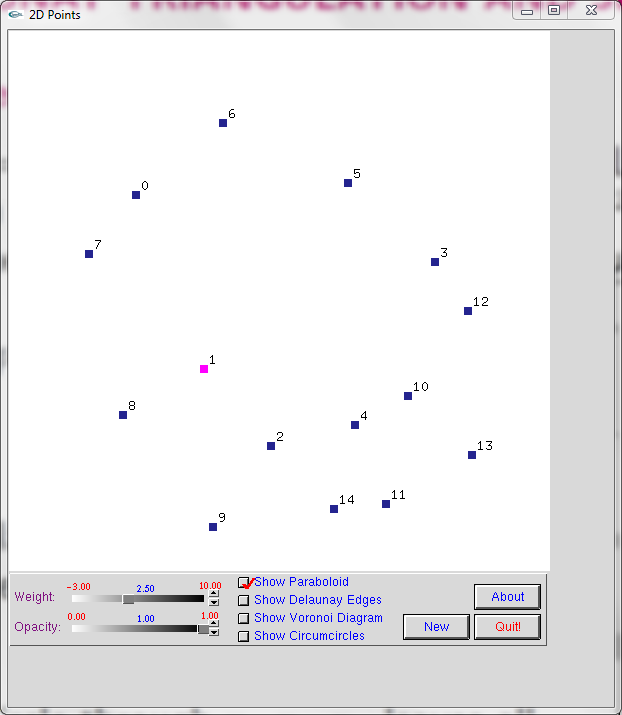 2D Points
6
5
0
7
3
12
1
10
8
4
2
13
11
14
9
-3.00 2.50 10.00
Weight:
0.00 1.00 1.00
Opacity:
Show Paraboloid
Show Delaunay Edges
Show Voronoi Diagram
Show Circumcircles
About
New Quit!